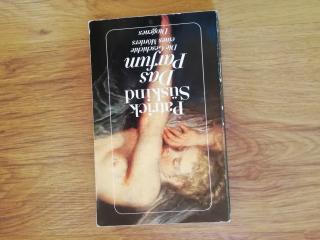 Patrick
Süskind
Das
Parfum
Die Geschichte
eines Mörders
Diogenes